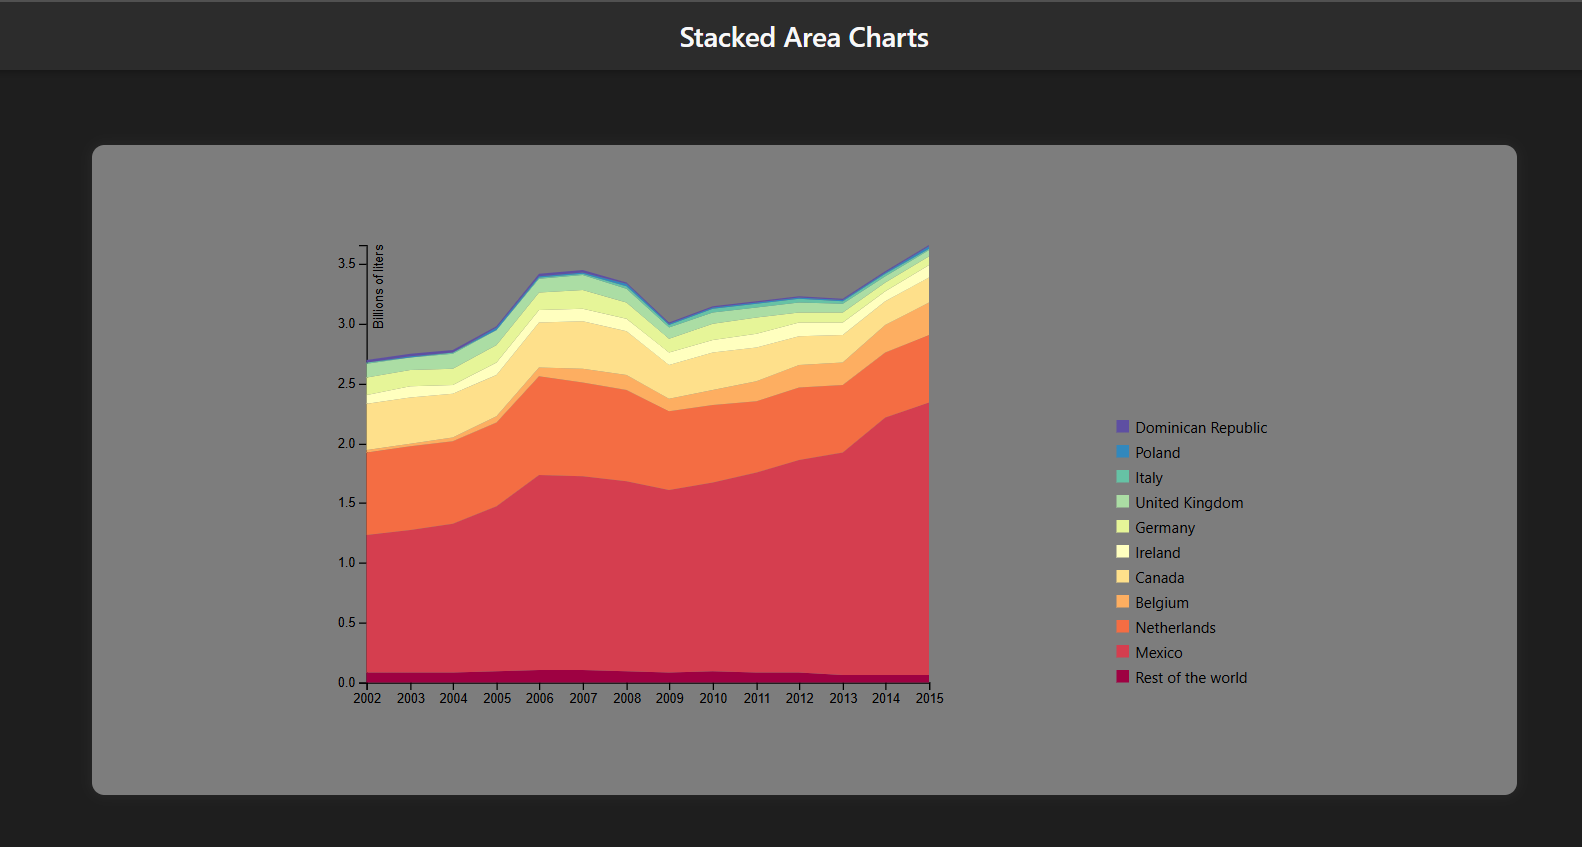 Stacked Area Charts
Billions of liters
3.5
3.0
2.5
2.0
1.5
1.0
0.5
0.0
2002 2003 2004 2005 2006 2007 2008 2009 2010 2011 2012 2013 2014 2015
Dominican Republic
Poland
Italy
United Kingdom
Germany
Ireland
Canada
Belgium
Netherlands
Mexico
Rest of the world